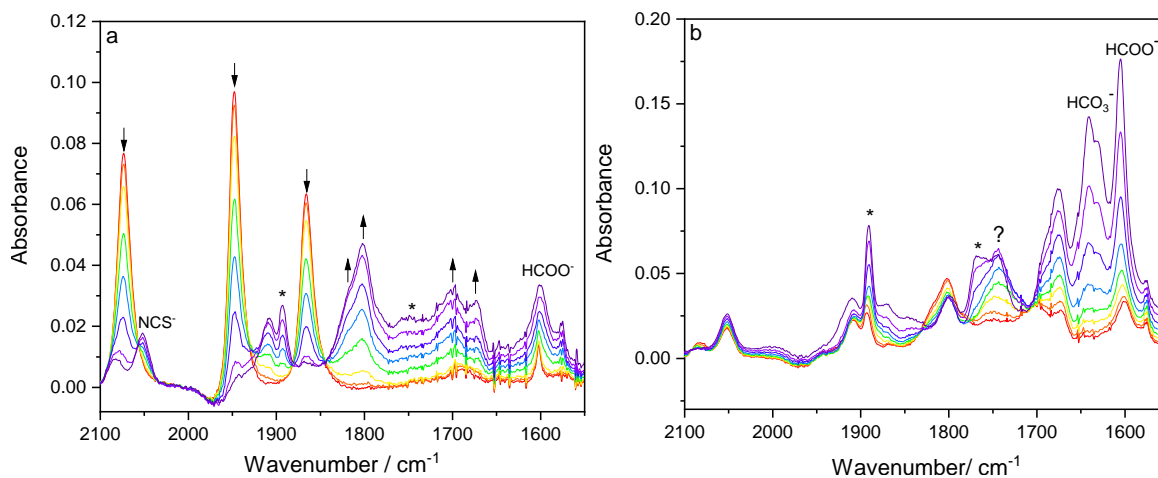 a
0.12
0.10
0.08
0.06
0.04
0.02
0.00
Absorbance
NCS⁻
*
*
HCOO⁻
2100 2000 1900 1800 1700 1600
Wavenumber / cm⁻¹
b
0.20
0.15
0.10
0.05
0.00
Absorbance
*
*
?
HCO₃⁻
HCOO⁻
2100 2000 1900 1800 1700 1600
Wavenumber/ cm⁻¹